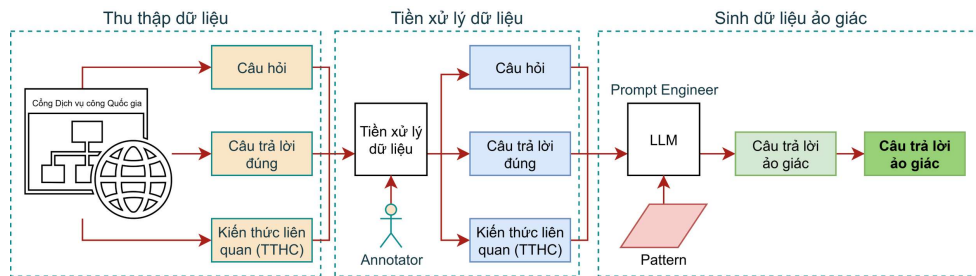 Thu thập dữ liệu
Tiền xử lý dữ liệu
Sinh dữ liệu ảo giác
Cổng Dịch vụ công Quốc gia
Câu hỏi
Câu trả lời
đúng
Kiến thức liên
quan (TTHC)
Tiền xử lý
dữ liệu
Annotator
Câu hỏi
Câu trả lời
đúng
Kiến thức liên
quan (TTHC)
Prompt Engineer
LLM
Pattern
Câu trả lời
ảo giác
Câu trả lời
ảo giác